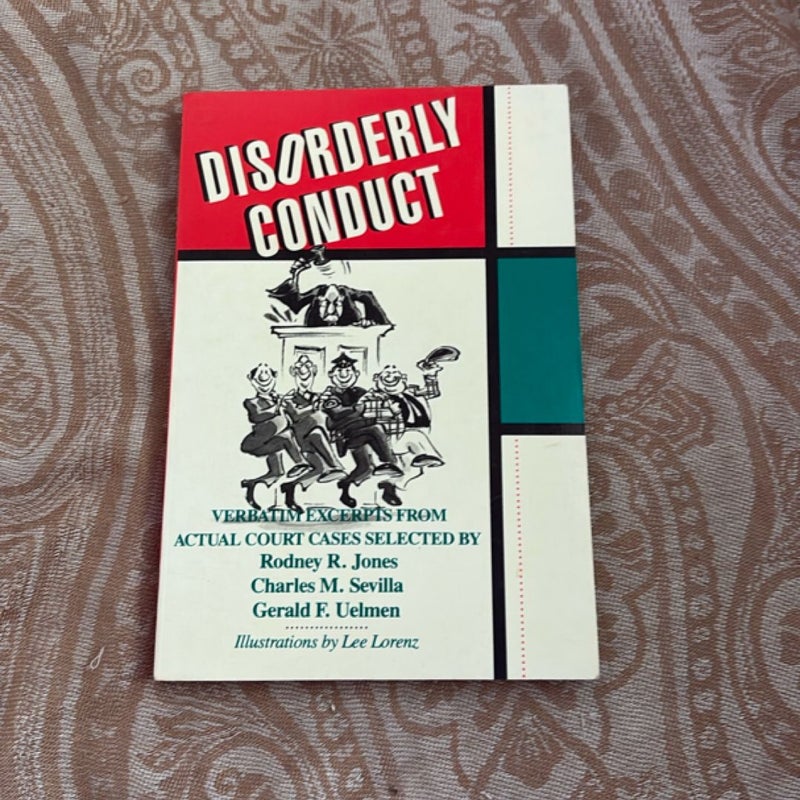 DISORDERLY
CONDUCT
VERBATIM EXCERPTS FROM
ACTUAL COURT CASES SELECTED BY
Rodney R. Jones
Charles M. Sevilla
Gerald F. Uelmen
Illustrations by Lee Lorenz